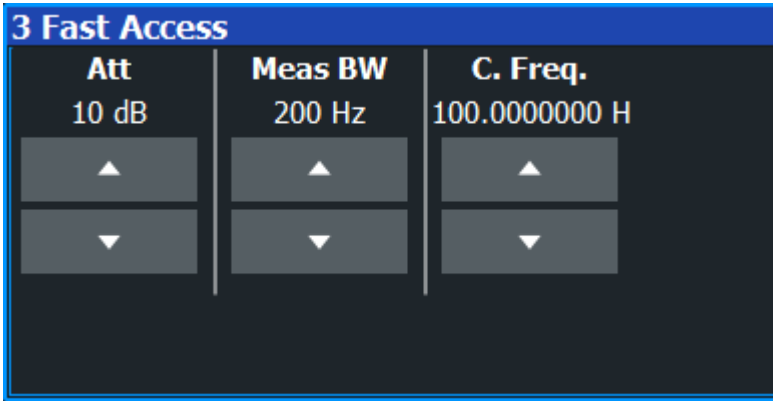 3 Fast Access
Att Meas BW C. Freq.
10 dB 200 Hz 100.0000000 H